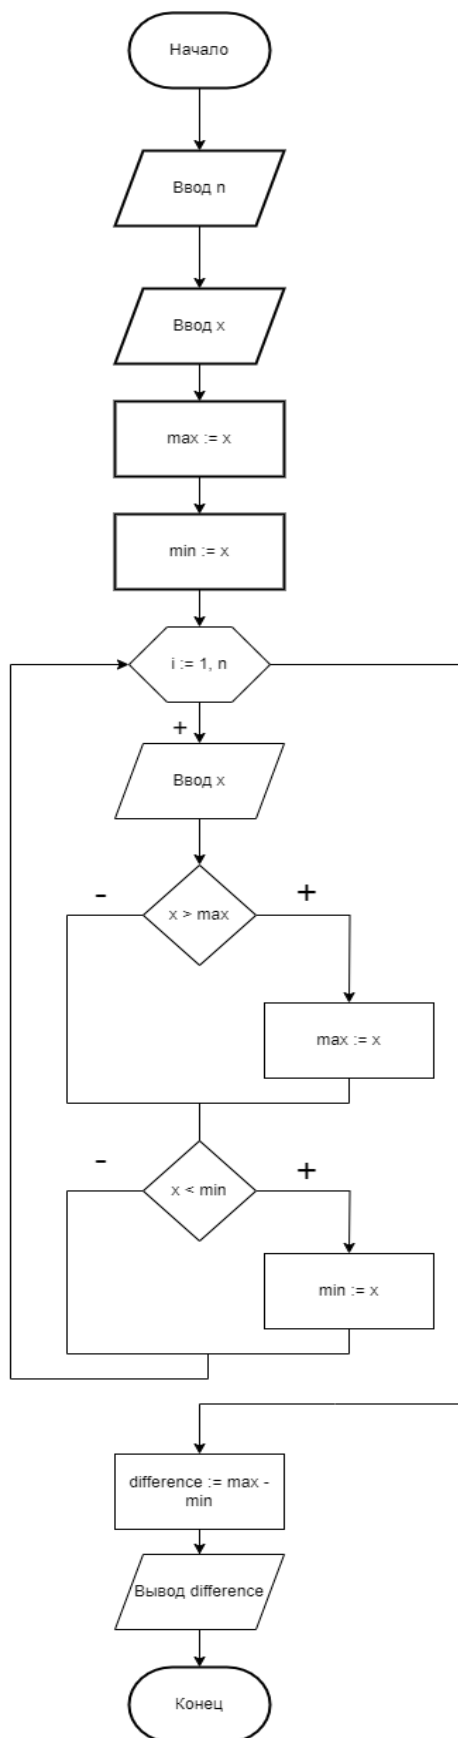 Начало
Ввод n
Ввод x
max := x
min := x
i := 1, n
+
Ввод x
-
+
x > max
max := x
-
+
x < min
min := x
difference := max -
min
Вывод difference
Конец